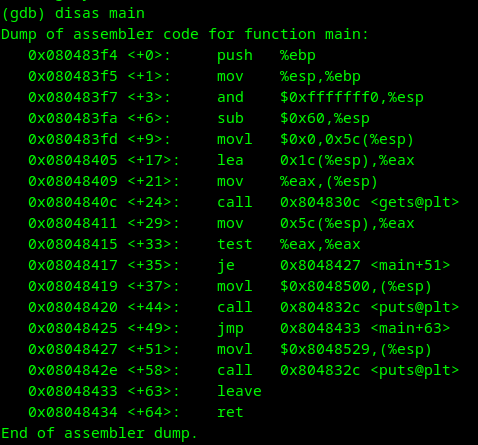 (gdb) disas main
Dump of assembler code for function main:
   0x080483f4 <+0>:	push   %ebp
   0x080483f5 <+1>:	mov    %esp,%ebp
   0x080483f7 <+3>:	and    $0xfffffff0,%esp
   0x080483fa <+6>:	sub    $0x60,%esp
   0x080483fd <+9>:	movl   $0x0,0x5c(%esp)
   0x08048405 <+17>:	lea    0x1c(%esp),%eax
   0x08048409 <+21>:	mov    %eax,(%esp)
   0x0804840c <+24>:	call   0x804830c <gets@plt>
   0x08048411 <+29>:	mov    0x5c(%esp),%eax
   0x08048415 <+33>:	test   %eax,%eax
   0x08048417 <+35>:	je     0x8048427 <main+51>
   0x08048419 <+37>:	movl   $0x8048500,(%esp)
   0x08048420 <+44>:	call   0x804832c <puts@plt>
   0x08048425 <+49>:	jmp    0x8048433 <main+63>
   0x08048427 <+51>:	movl   $0x8048529,(%esp)
   0x0804842e <+58>:	call   0x804832c <puts@plt>
   0x08048433 <+63>:	leave
   0x08048434 <+64>:	ret
End of assembler dump.